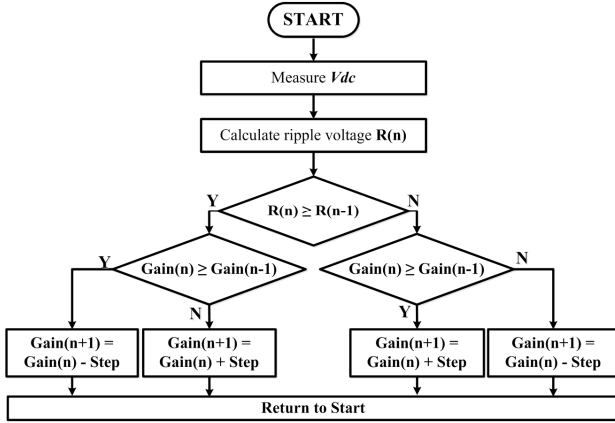 START
Measure Vdc
Calculate ripple voltage R(n)
Y
N
R(n) ≥ R(n-1)
Y
Gain(n) ≥ Gain(n-1)
N
Gain(n) ≥ Gain(n-1)
Y
N
Gain(n+1) =
Gain(n) - Step
Gain(n+1) =
Gain(n) + Step
Gain(n+1) =
Gain(n) + Step
Gain(n+1) =
Gain(n) - Step
Return to Start